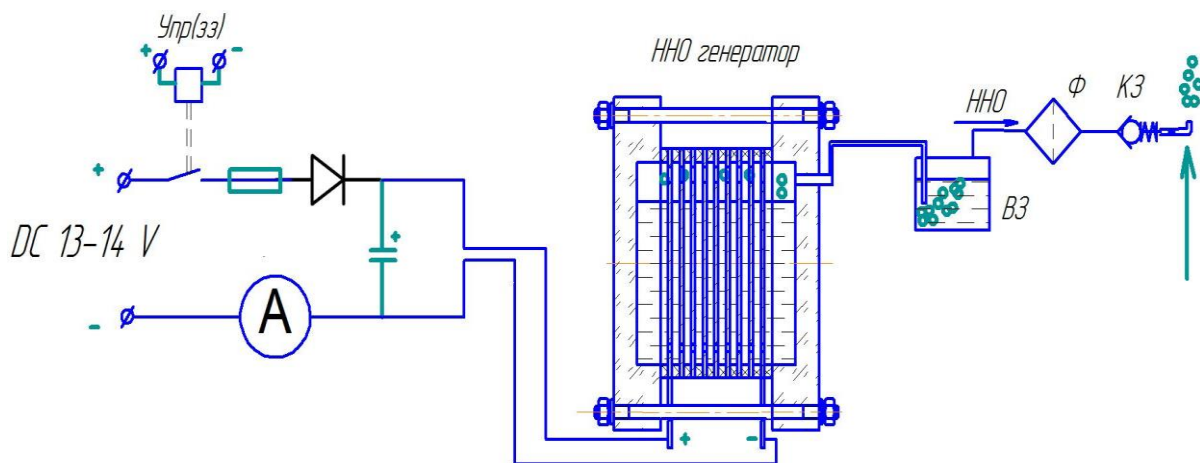 Упр(зз)
+ -
ННО генератор
ННО
Ф
КЗ
+
+
DC 13-14 V
ВЗ
-
A
+ -